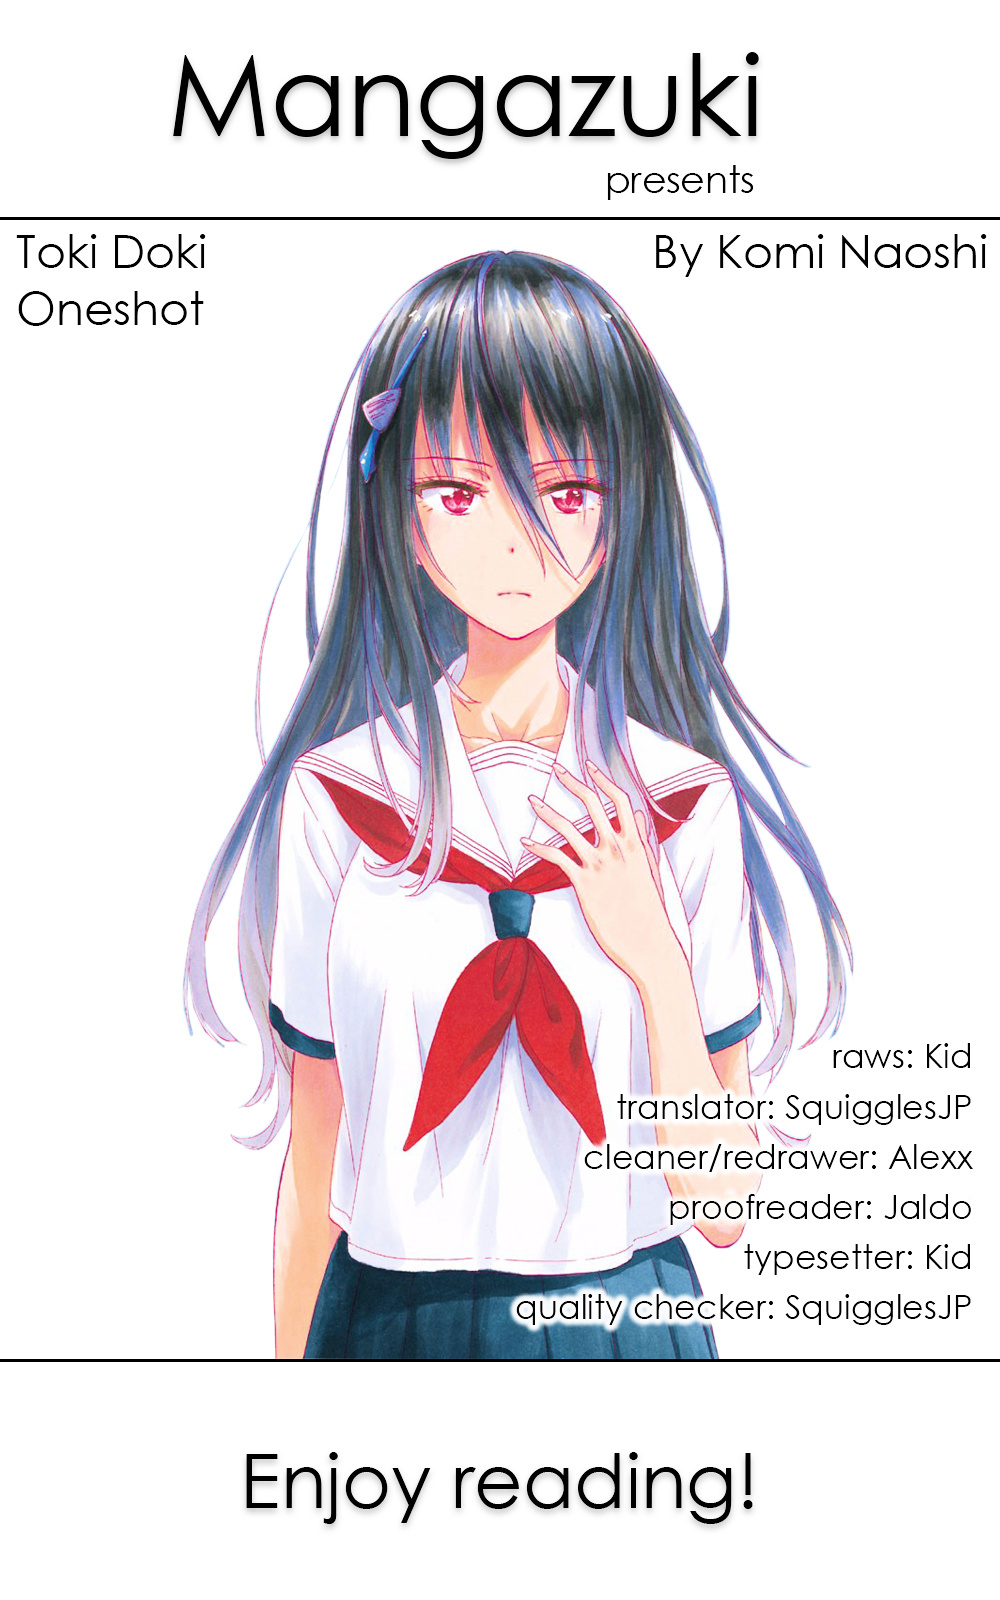 Mangazuki
presents
Toki Doki
Oneshot
By Komi Naoshi
raws: Kid
translator: SquigglesJP
cleaner/redrawer: Alexx
proofreader: Jaldo
typesetter: Kid
quality checker: SquigglesJP
Enjoy reading!